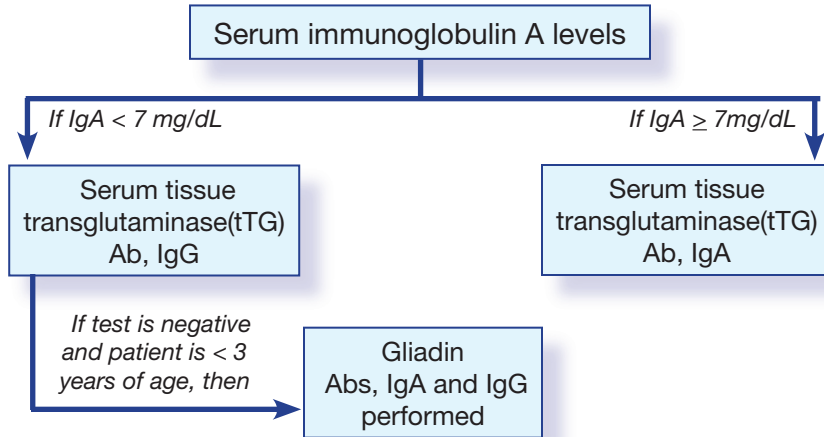 Serum immunoglobulin A levels
If IgA < 7 mg/dL
If IgA ≥ 7mg/dL
Serum tissue
transglutaminase(tTG)
Ab, IgG
Serum tissue
transglutaminase(tTG)
Ab, IgA
If test is negative
and patient is < 3
years of age, then
Gliadin
Abs, IgA and IgG
performed